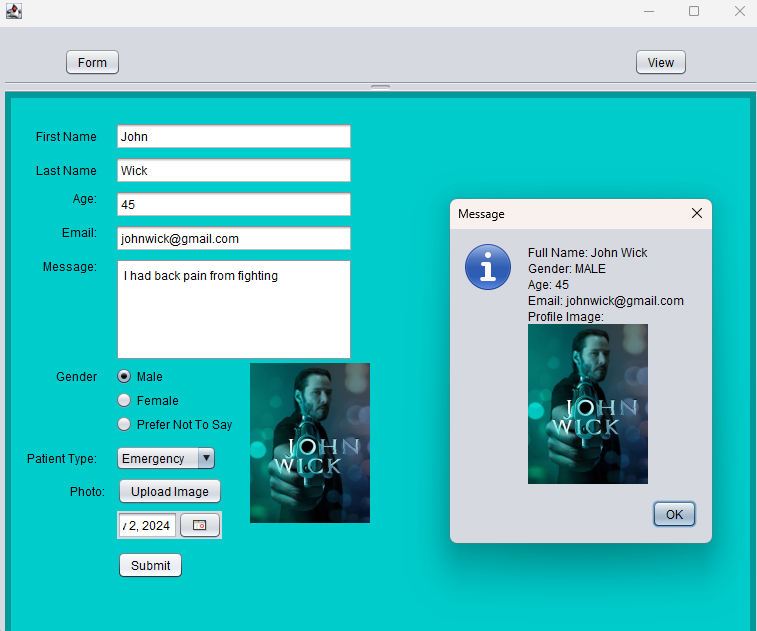 Form
View
First Name John
Last Name Wick
Age: 45
Email: johnwick@gmail.com
Message: I had back pain from fighting
Gender Male
Female
Prefer Not To Say
Patient Type: Emergency
Photo: Upload Image
2, 2024
Submit
JOHN
WICK
Message
Full Name: John Wick
Gender: MALE
Age: 45
Email: johnwick@gmail.com
Profile Image:
JOHN
WICK
OK